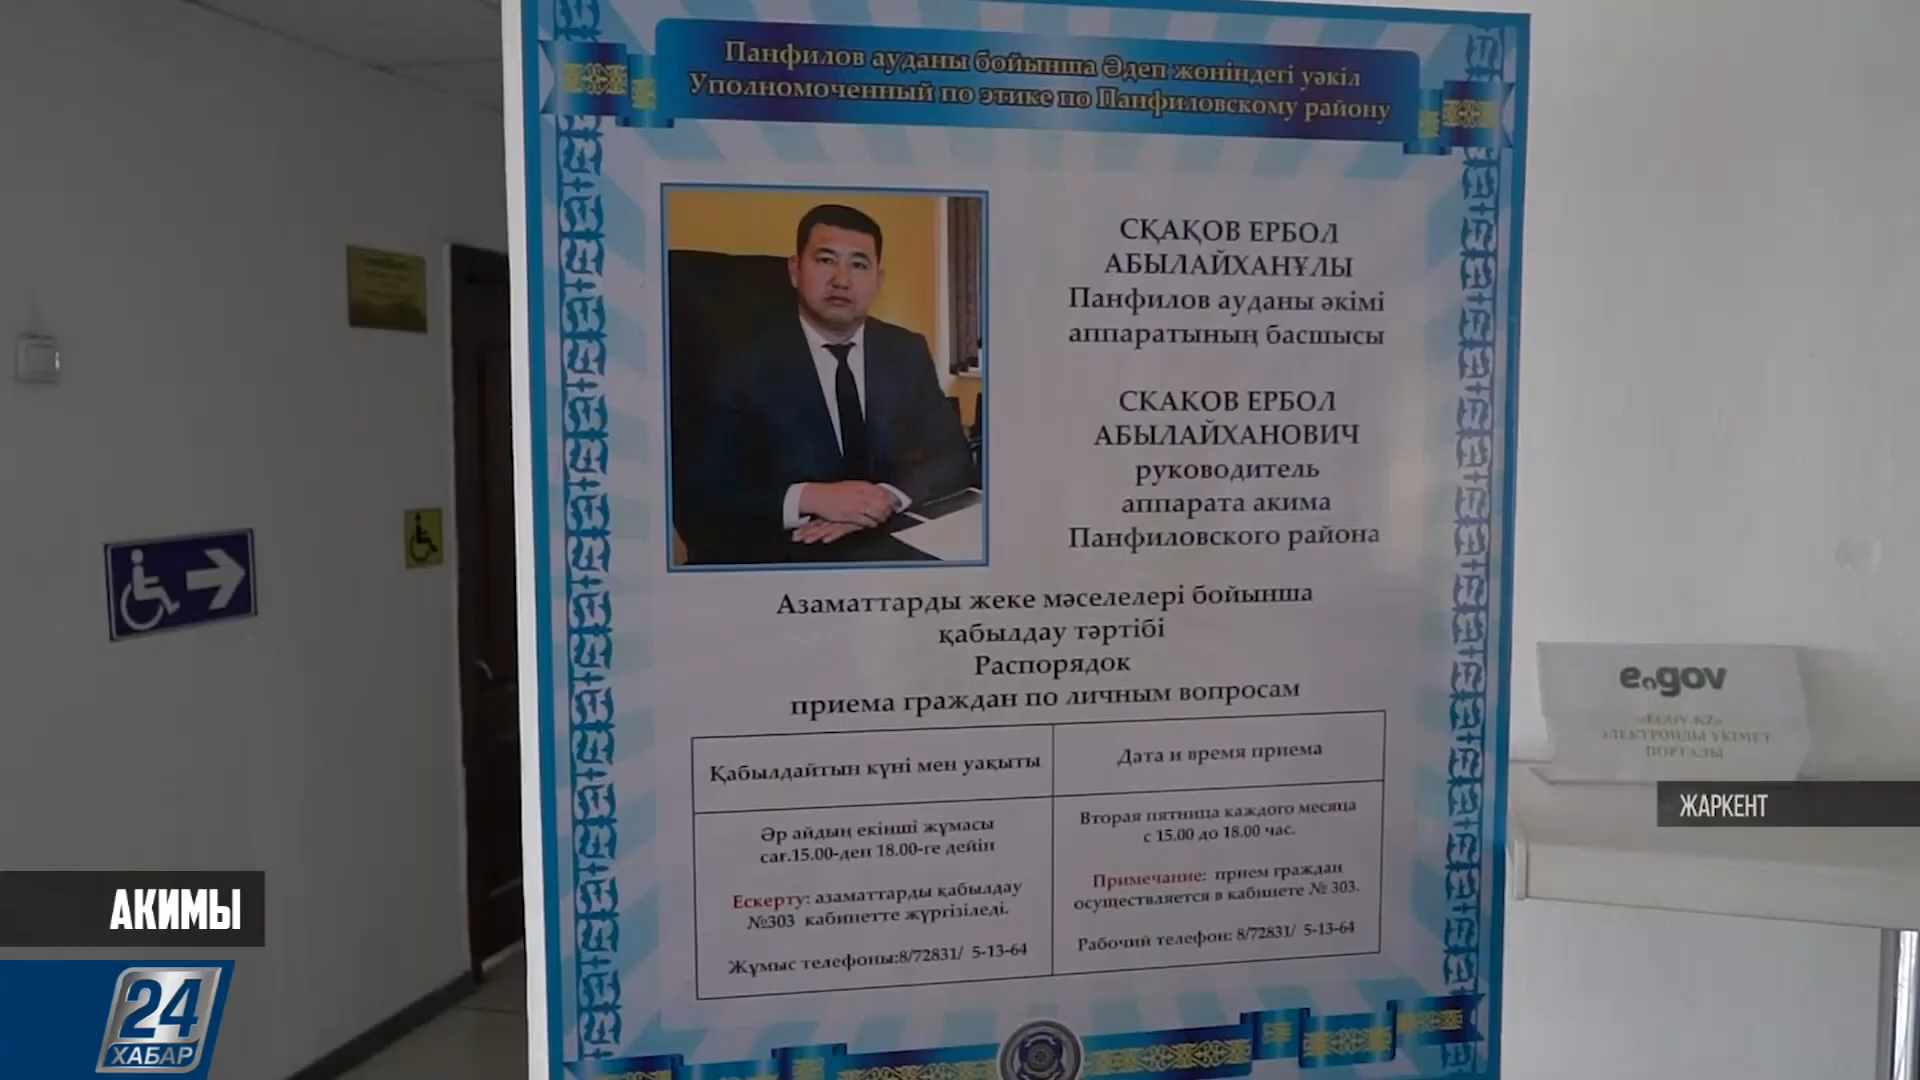 Панфилов ауданы бойынша Әдеп жөніндегі уәкіл
Уполномоченный по этике по Панфиловскому району
СҚАҚОВ ЕРБОЛ
АБЫЛАЙХАНҰЛЫ
Панфилов ауданы әкімі
аппаратының басшысы
СКАКОВ ЕРБОЛ
АБЫЛАЙХАНОВИЧ
руководитель
аппарата акима
Панфиловского района
Азаматтарды жеке мәселелері бойынша
қабылдау тәртібі
Распорядок
приема граждан по личным вопросам
Қабылдайтын күні мен уақыты
Дата и время приема
Әр айдың екінші жұмасы
сағ.15.00-ден 18.00-ге дейін
Ескерту: азаматтарды қабылдау
№303 кабинетте жүргізіледі.
Жұмыс телефоны:8/72831/ 5-13-64
Вторая пятница каждого месяца
с 15.00 до 18.00 час.
Примечание: прием граждан
осуществляется в кабинете № 303.
Рабочий телефон: 8/72831/ 5-13-64
e.gov
«EGOV.KZ»
ЭЛЕКТРОНДЫ ҮКІМЕТ
ПОРТАЛЫ
ЖАРКЕНТ
АКИМЫ
24
ХАБАР